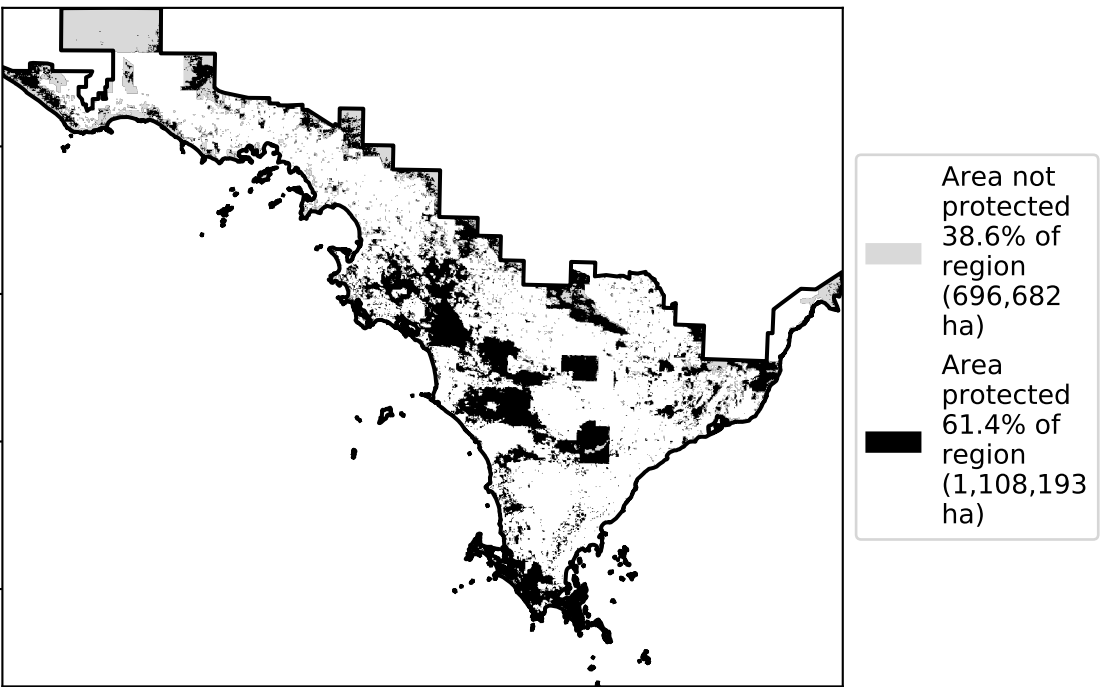 Area not
protected
38.6% of
region
(696,682
ha)
Area
protected
61.4% of
region
(1,108,193
ha)